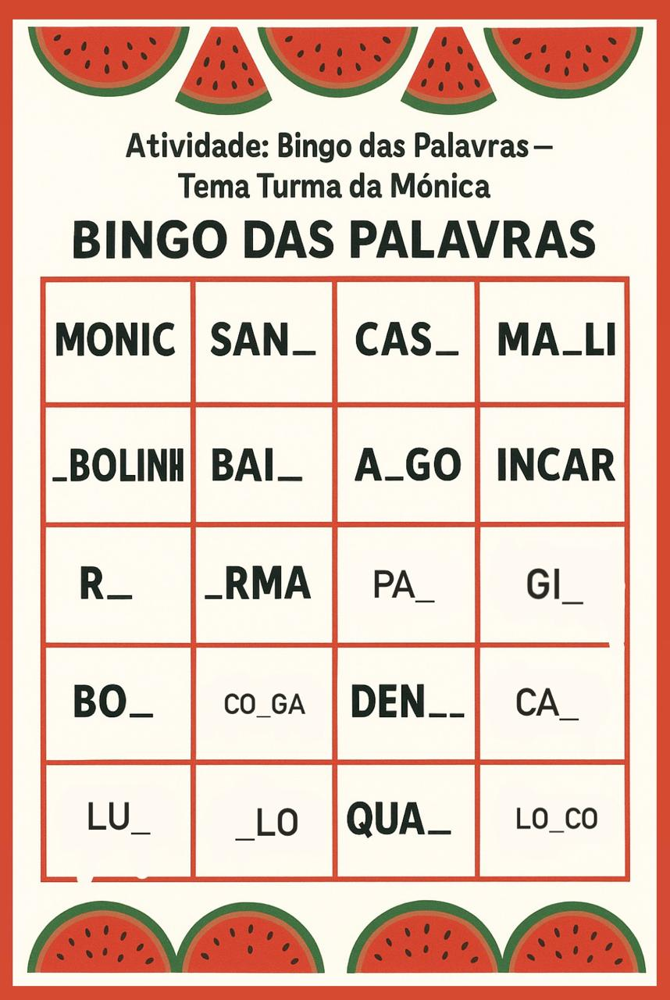 Atividade: Bingo das Palavras –
Tema Turma da Mónica
BINGO DAS PALAVRAS
MONIC SAN_ CAS_ MA_LI
_BOLINH BAI_ A_GO INCAR
R_ _RMA PA_ GI_
BO_ CO_GA DEN__ CA_
LU_ _LO QUA_ LO_CO